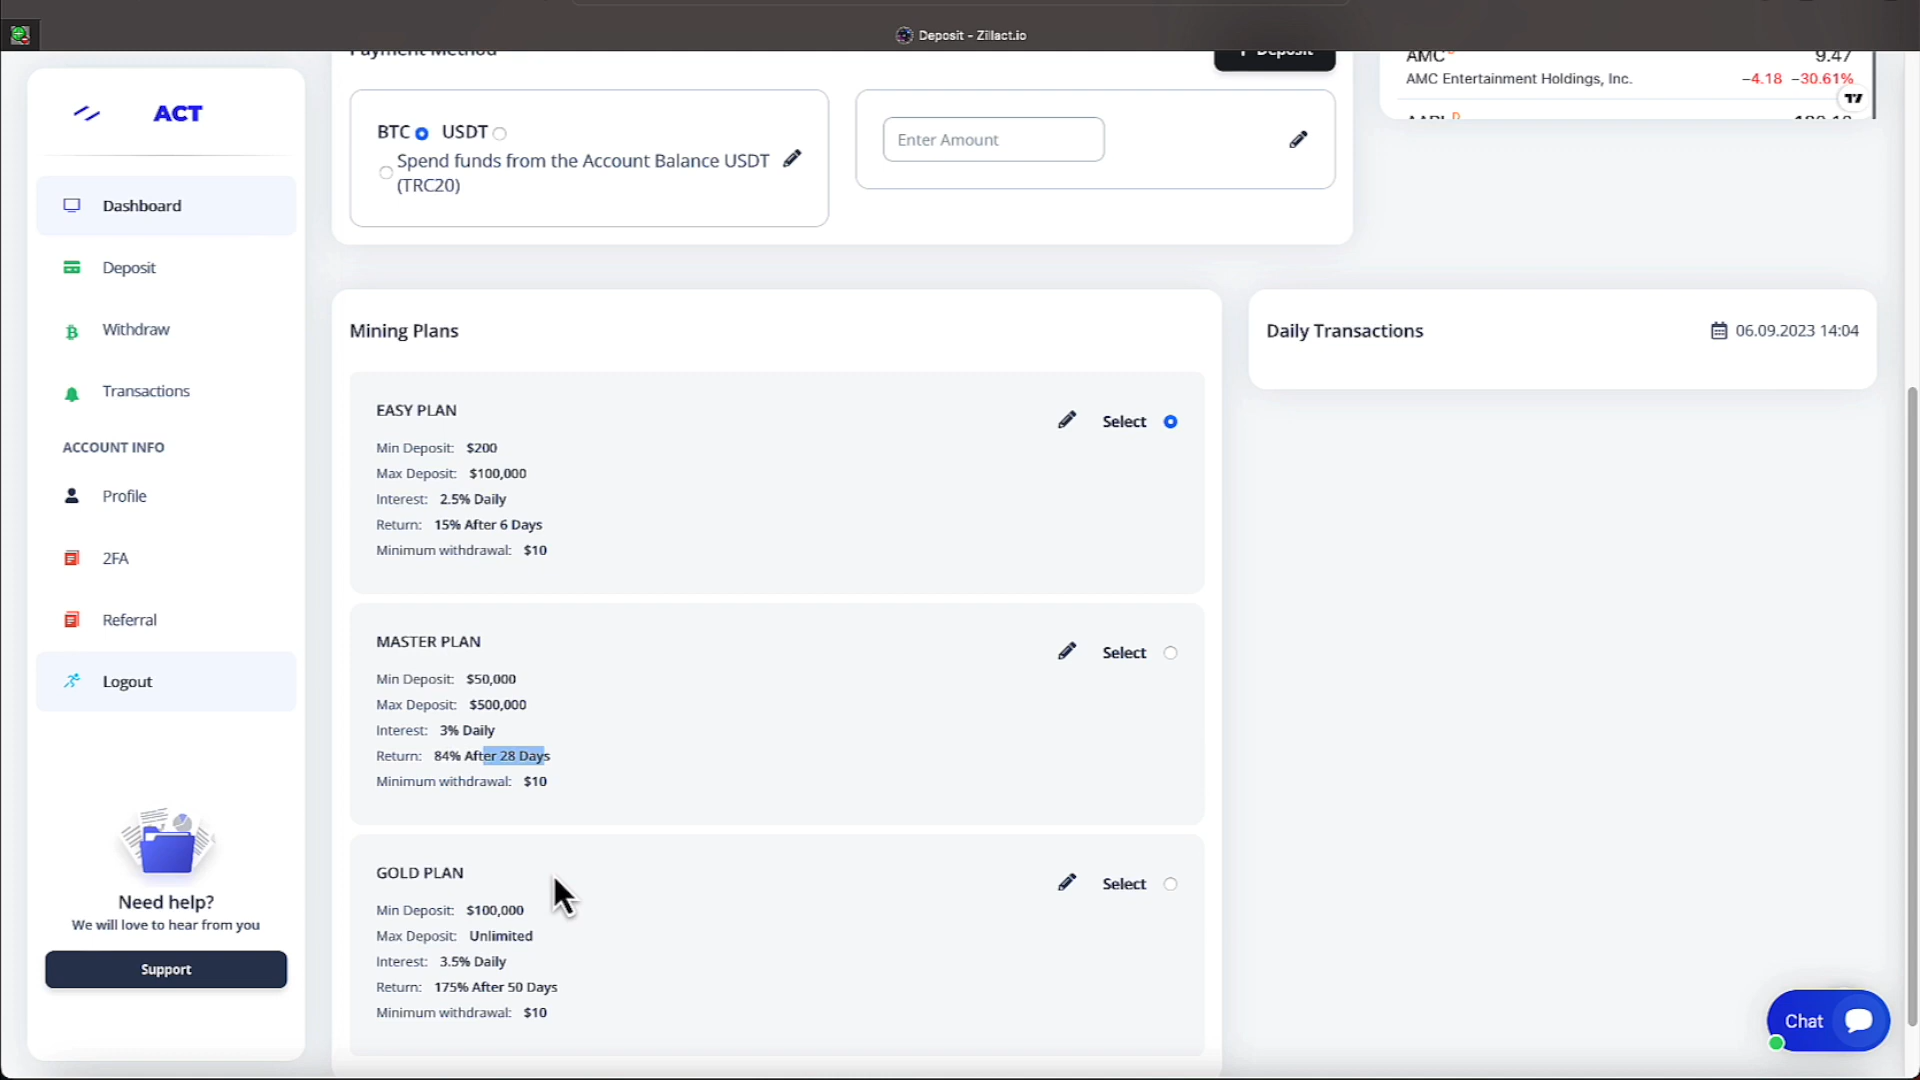 Deposit - Zillact.io
Payment Method
Deposit
AMC D
9.47
AMC Entertainment Holdings, Inc.
−4.18 −30.61%
ACT
BTC
USDT
Spend funds from the Account Balance USDT
(TRC20)
Enter Amount
Dashboard
Deposit
Withdraw
Transactions
ACCOUNT INFO
Profile
2FA
Referral
Logout
Need help?
We will love to hear from you
Support
Mining Plans
EASY PLAN
Select
Min Deposit: $200
Max Deposit: $100,000
Interest: 2.5% Daily
Return: 15% After 6 Days
Minimum withdrawal: $10
MASTER PLAN
Select
Min Deposit: $50,000
Max Deposit: $500,000
Interest: 3% Daily
Return: 84% After 28 Days
Minimum withdrawal: $10
GOLD PLAN
Select
Min Deposit: $100,000
Max Deposit: Unlimited
Interest: 3.5% Daily
Return: 175% After 50 Days
Minimum withdrawal: $10
Daily Transactions
06.09.2023 14:04
Chat